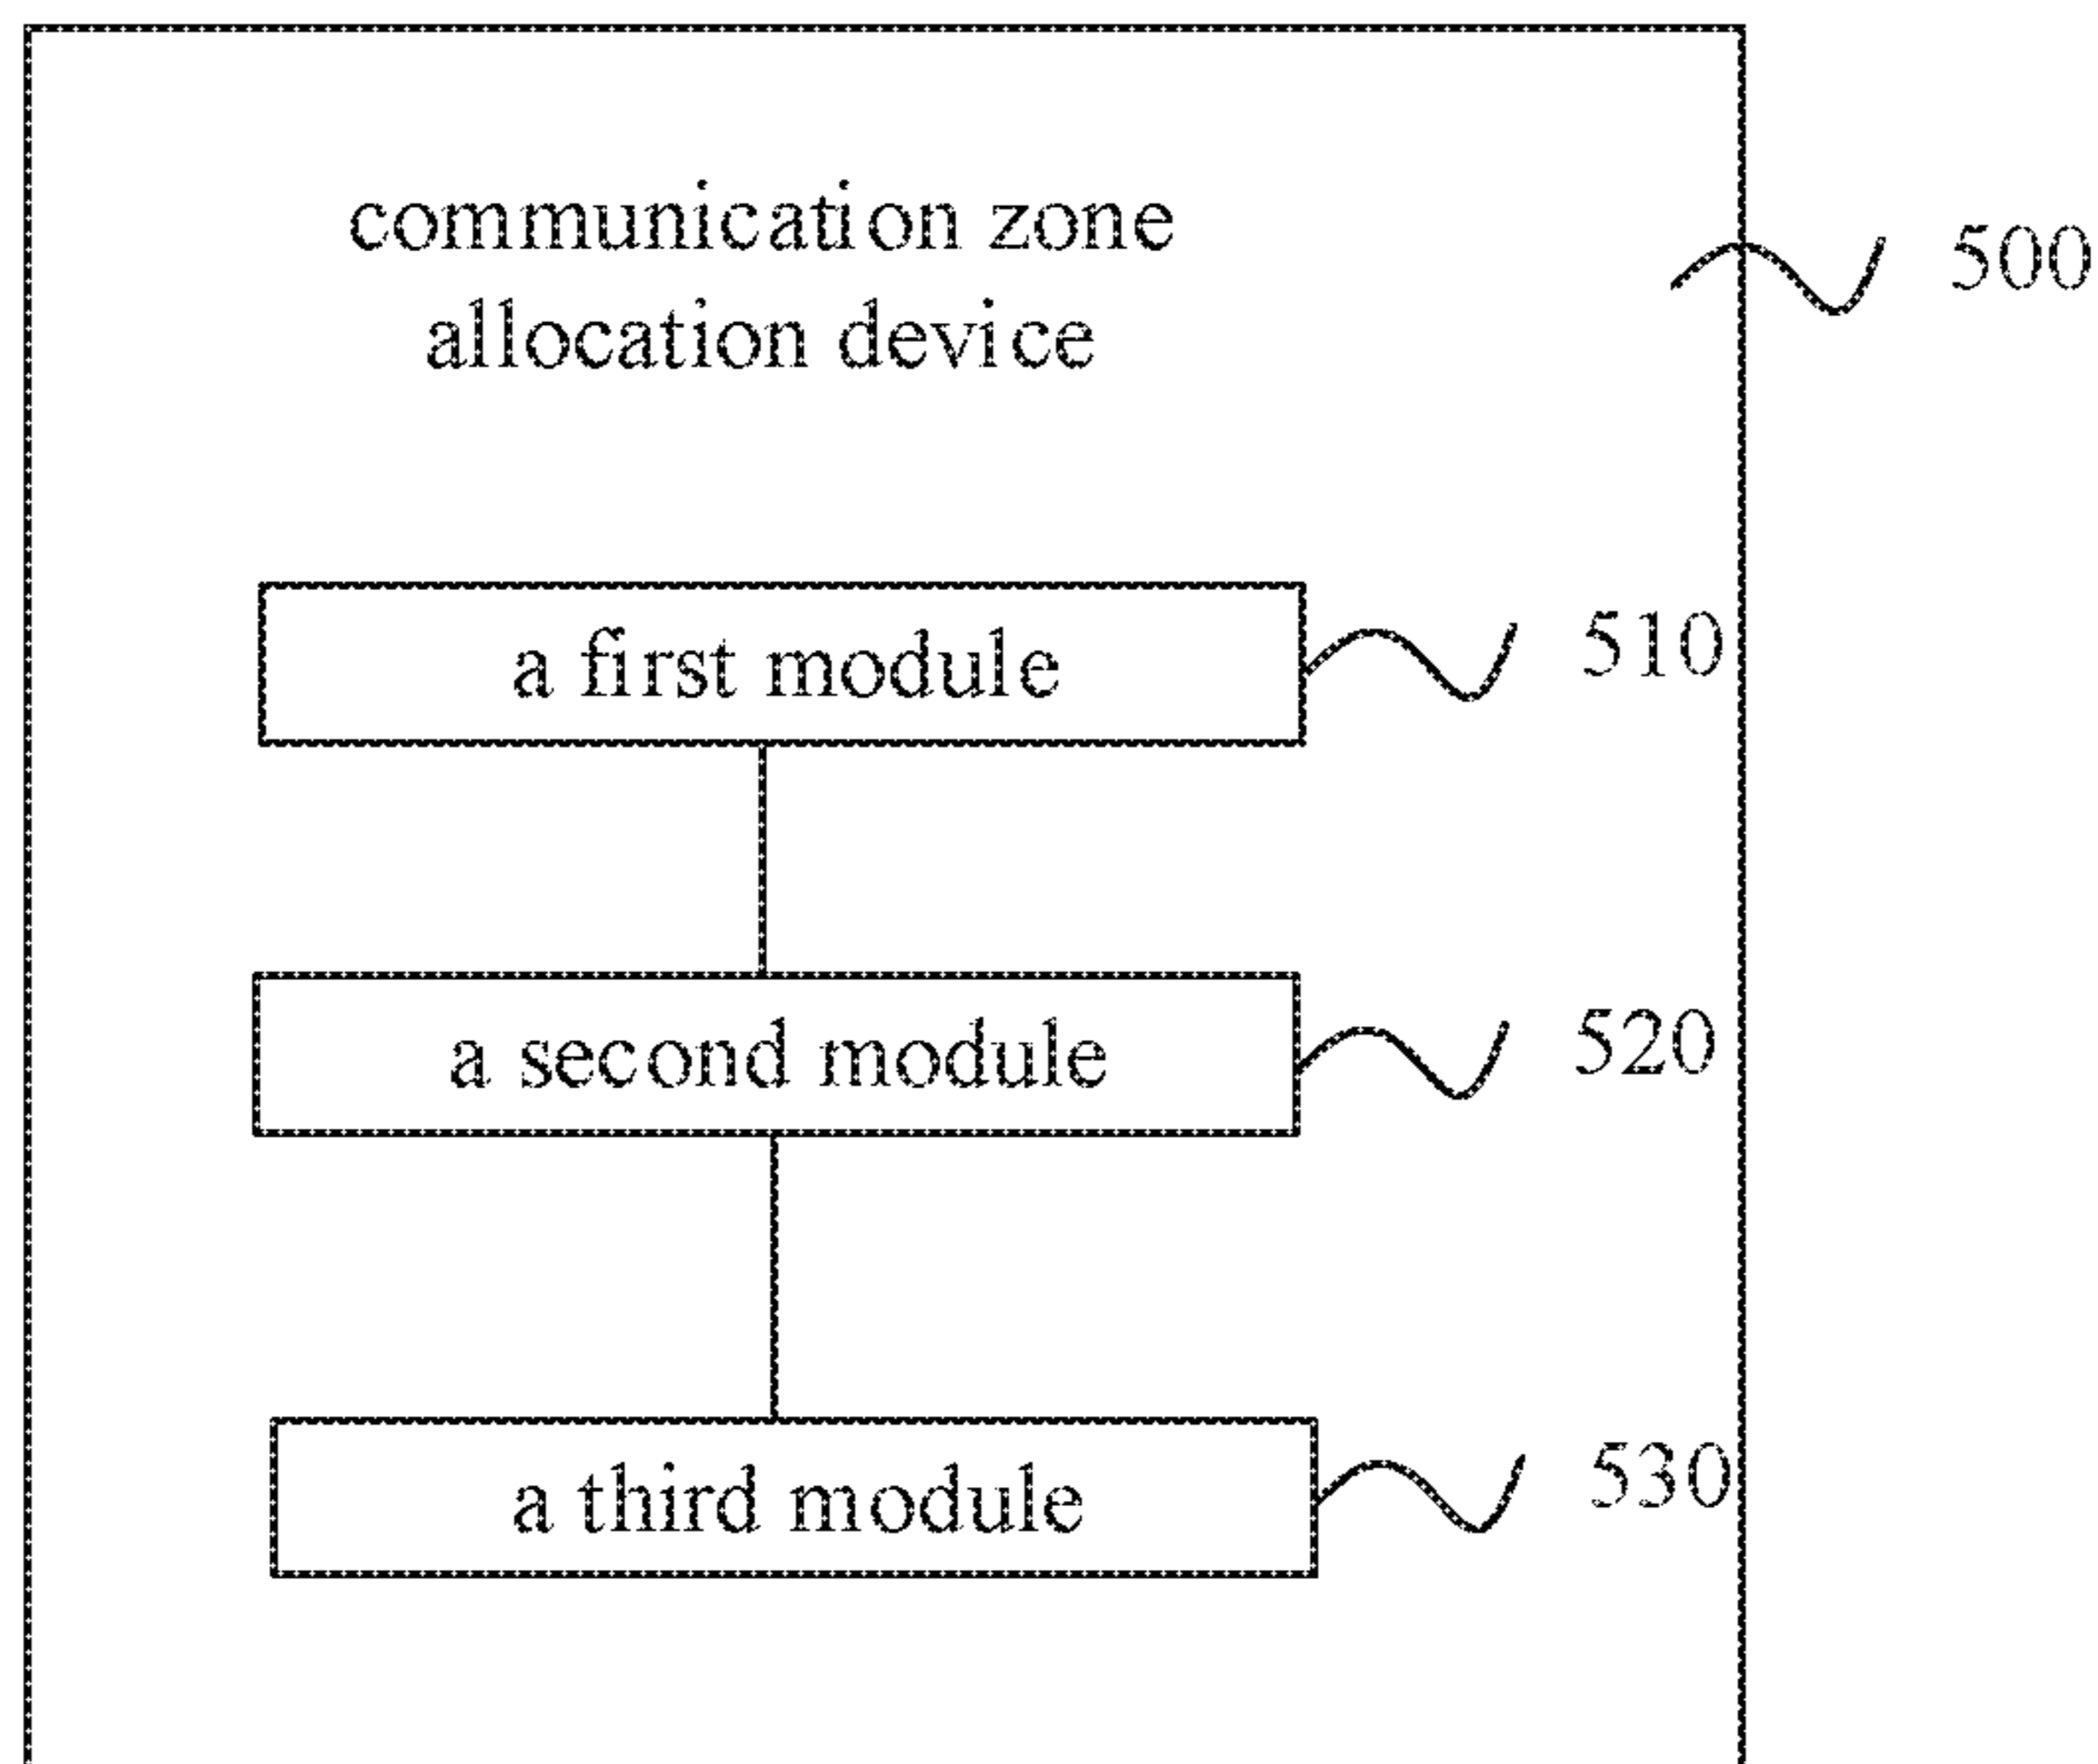 communication zone
allocation device
500
a first module
510
a second module
520
a third module
530